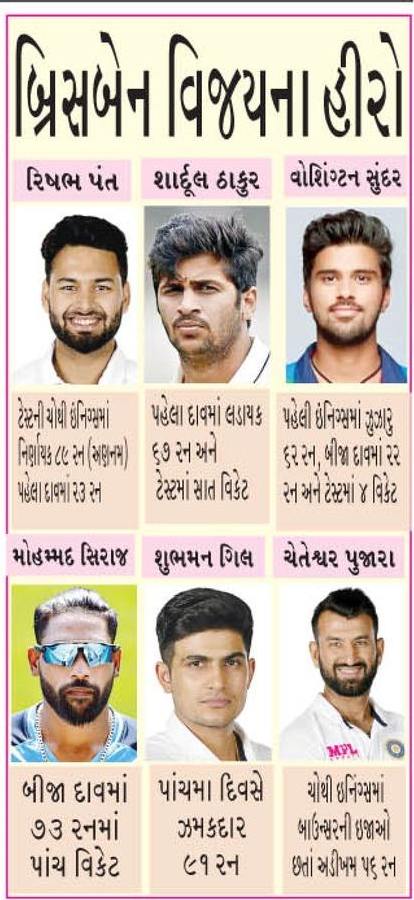 બ્રિસબેન વિજયના હીરો
રિષભ પંત
શાર્દૂલ ઠાકુર
વોશિંગ્ટન સુંદર
ટેસ્ટની ચોથી ઇનિંગ્સમાં
નિર્ણાયક ૮૯ રન (અણનમ)
પહેલા દાવમાં ૨૩ રન
પહેલા દાવમાં લડાયક
૬૭ રન અને
ટેસ્ટમાં સાત વિકેટ
પહેલી ઇનિંગ્સમાં ઝુઝારુ
૬૨ રન, બીજા દાવમાં ૨૨
રન અને ટેસ્ટમાં ૪ વિકેટ
મોહમ્મદ સિરાજ
શુભમન ગિલ
ચેતેશ્વર પુજારા
MPL
બીજા દાવમાં
૭૩ રનમાં
પાંચ વિકેટ
પાંચમા દિવસે
ઝમકદાર
૯૧ રન
ચોથી ઇનિંગ્સમાં
બાઉન્સરની ઇજાઓ
છતાં અડીખમ ૫૬ રન